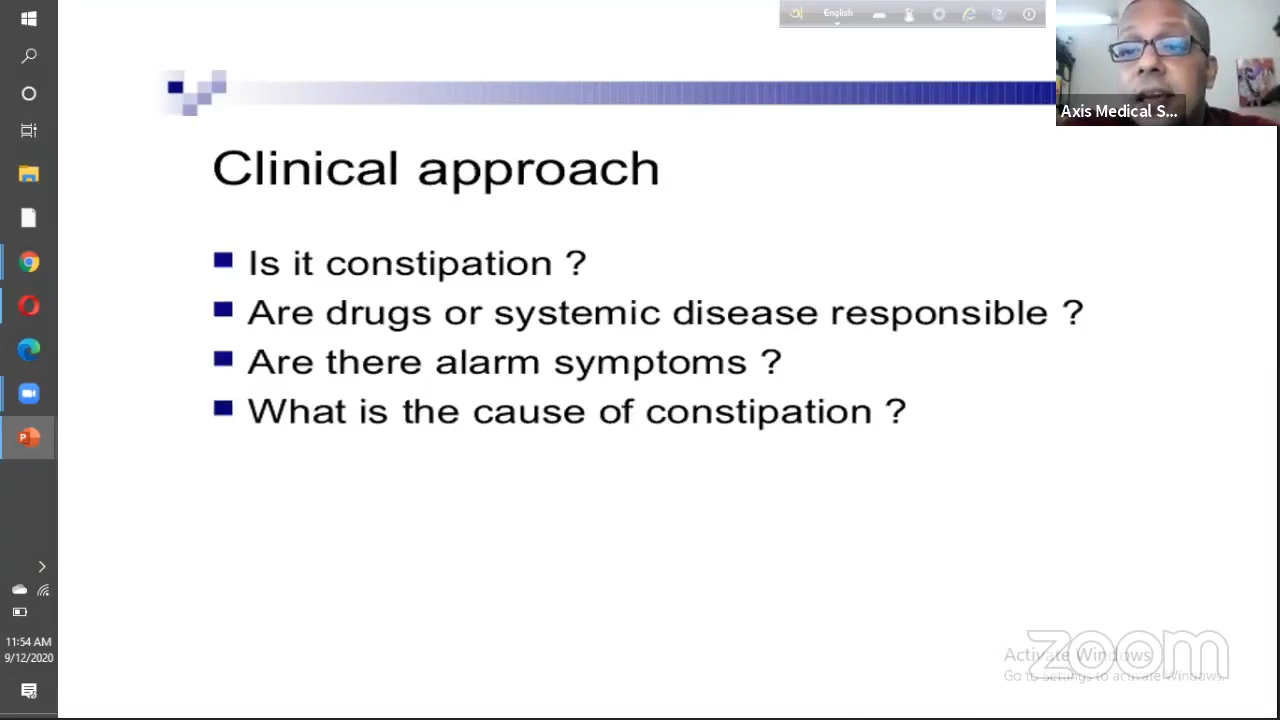 English
Axis Medical S...
Clinical approach
Is it constipation ?
Are drugs or systemic disease responsible ?
Are there alarm symptoms ?
What is the cause of constipation ?
11:54 AM
9/12/2020
zoom
Activate Windows
Go to Settings to activate Windows.